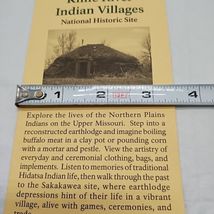 Knife River
Indian Villages
National Historic Site
1 2 3
Explore the lives of the Northern Plains
Indians on the Upper Missouri. Step into a
reconstructed earthlodge and imagine boiling
buffalo meat in a clay pot or pounding corn
with a mortar and pestle. View the artistry of
everyday and ceremonial clothing, bags, and
implements. Listen to memories of traditional
Hidatsa Indian life, then walk through the past
to the Sakakawea site, where earthlodge
depressions hint of their life in a vibrant
village, alive with games, ceremonies, and
trade.